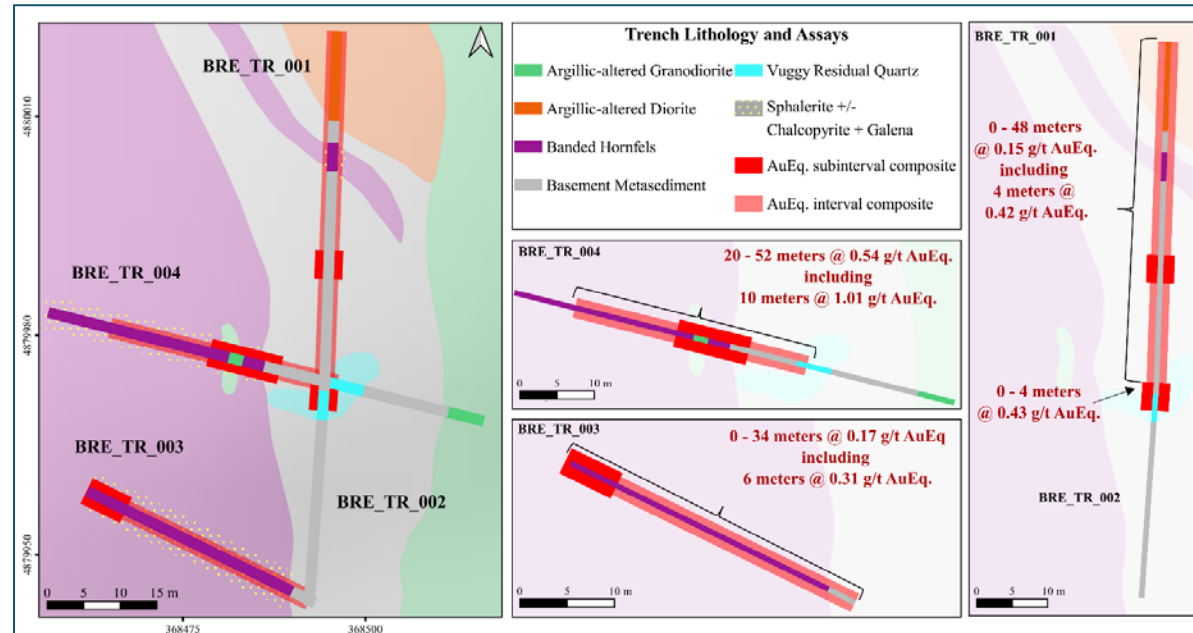 BRE_TR_001
BRE_TR_004
BRE_TR_003
BRE_TR_002
4880010
4879980
4879950
0 5 10 15 m
368475
368500
Trench Lithology and Assays
Argillic-altered Granodiorite
Argillic-altered Diorite
Banded Hornfels
Basement Metasediment
Vuggy Residual Quartz
Sphalerite +/-
Chalcopyrite + Galena
AuEq. subinterval composite
AuEq. interval composite
BRE_TR_004
20 - 52 meters @ 0.54 g/t AuEq.
including
10 meters @ 1.01 g/t AuEq.
0 5 10 m
BRE_TR_003
0 - 34 meters @ 0.17 g/t AuEq
including
6 meters @ 0.31 g/t AuEq.
0 5 10 m
BRE_TR_001
0 - 48 meters
@ 0.15 g/t AuEq.
including
4 meters @
0.42 g/t AuEq.
0 - 4 meters
@ 0.43 g/t AuEq.
BRE_TR_002
0 5 10 m